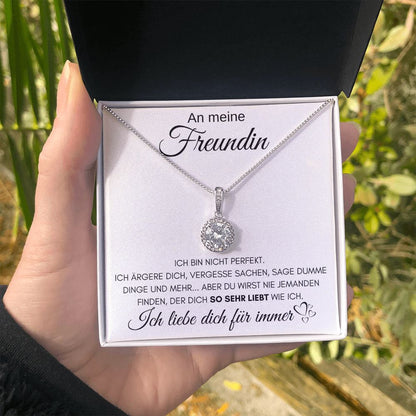 An meine
Freundin
ICH BIN NICHT PERFEKT.
ICH ÄRGERE DICH, VERGESSE SACHEN, SAGE DUMME
DINGE UND MEHR... ABER DU WIRST NIE JEMANDEN
FINDEN, DER DICH SO SEHR LIEBT WIE ICH.
Ich liebe dich für immer